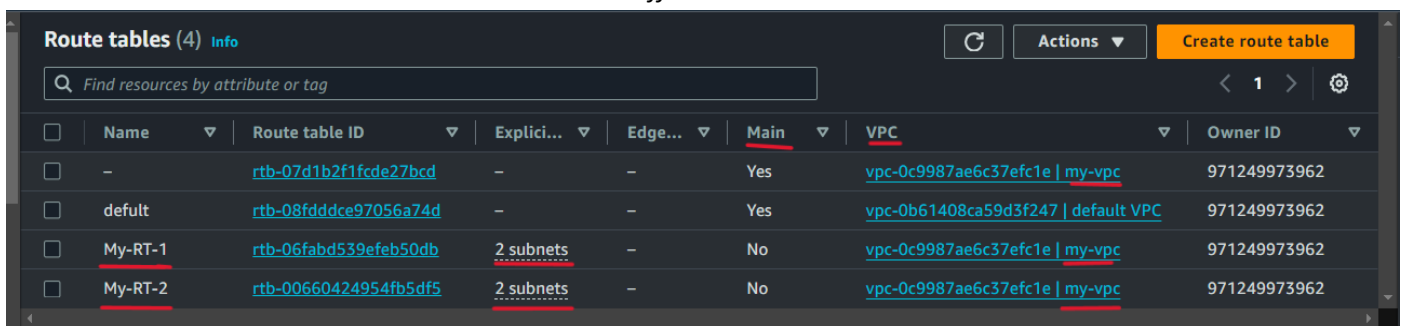 Route tables (4) Info
Actions
Create route table
Find resources by attribute or tag
1
Name Route table ID Explici... Edge... Main VPC Owner ID
– rtb-07d1b2f1fcde27bcd – – Yes vpc-0c9987ae6c37efc1e | my-vpc 971249973962
defult rtb-08fdddce97056a74d – – Yes vpc-0b61408ca59d3f247 | default VPC 971249973962
My-RT-1 rtb-06fabd539efeb50db 2 subnets – No vpc-0c9987ae6c37efc1e | my-vpc 971249973962
My-RT-2 rtb-00660424954fb5df5 2 subnets – No vpc-0c9987ae6c37efc1e | my-vpc 971249973962